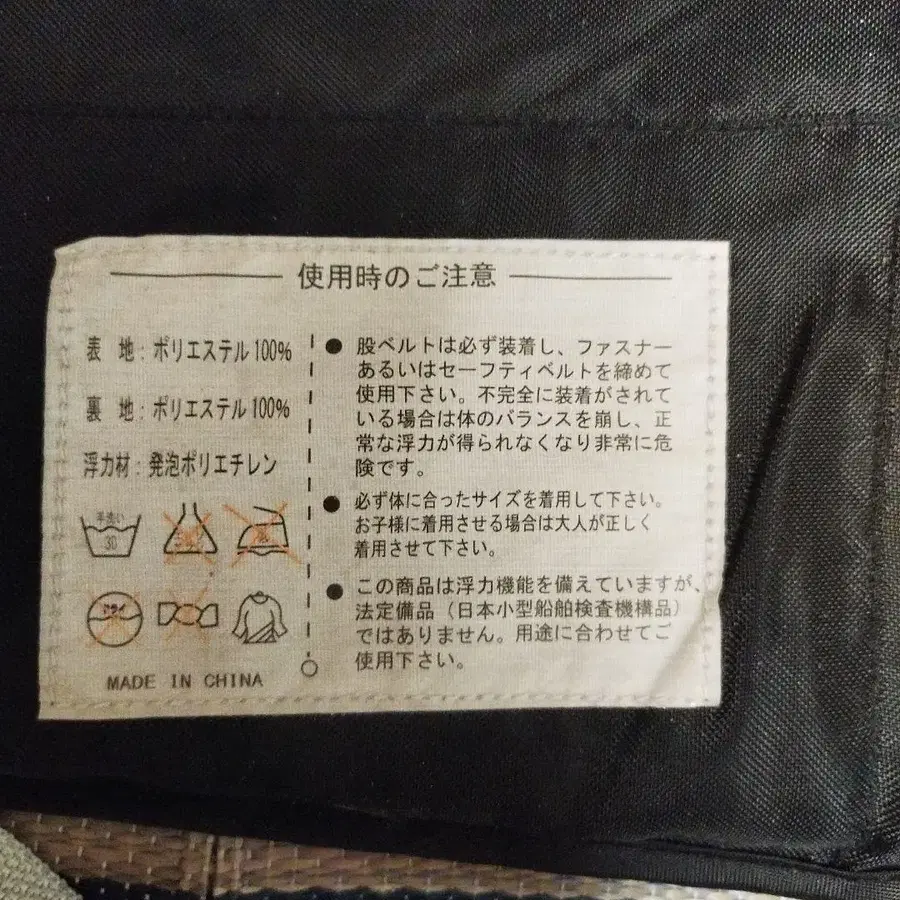 使用時のご注意
表 地:ポリエステル100%
裏 地:ポリエステル100%
浮力材:発泡ポリエチレン
手洗い
30
MADE IN CHINA
●股ベルトは必ず装着し、ファスナー
あるいはセーフティベルトを締めて
使用下さい。不完全に装着がされて
いる場合は体のバランスを崩し、正
常な浮力が得られなくなり非常に危
険です。
●必ず体に合ったサイズを着用して下さい。
お子様に着用させる場合は大人が正しく
着用させて下さい。
●この商品は浮力機能を備えていますが、
法定備品(日本小型船舶検査機構品)
ではありません。用途に合わせてご
使用下さい。